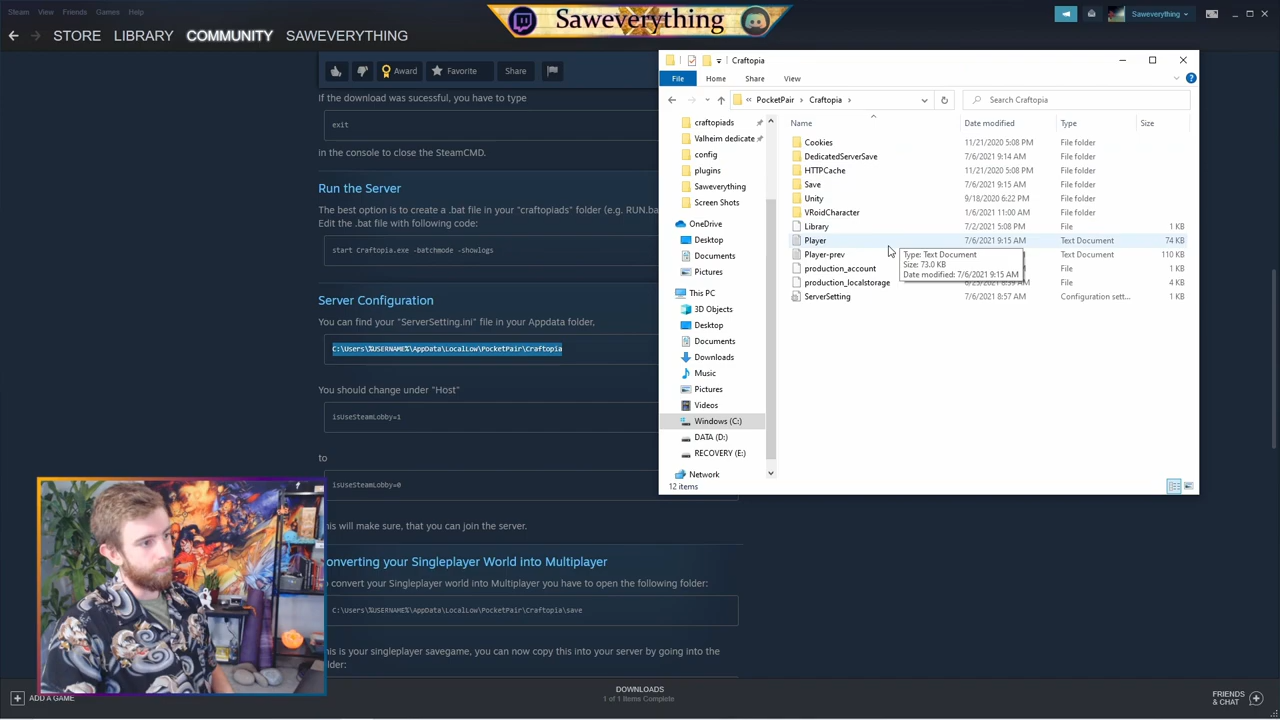 Steam View Friends Games Help
Saweverything
Saweverything
STORE LIBRARY COMMUNITY SAWEVERYTHING
Award Favorite Share
If the download was sucessful, you have to type
exit
in the console to close the SteamCMD.
Run the Server
The best option is to create a .bat file in your "craftopiads" folder (e.g. RUN.ba
Edit the .bat file with following code:
start Craftopia.exe -batchmode -showlogs
Server Configuration
You can find your "ServerSetting.ini" file in your Appdata folder,
C:\Users\%USERNAME%\AppData\LocalLow\PocketPair\Craftopia
You should change under "Host"
isUseSteamLobby=1
to
isUseSteamLobby=0
his will make sure, that you can join the server.
onverting your Singleplayer World into Multiplayer
o convert your Singleplayer world into Multiplayer you have to open the following folder:
C:\Users\%USERNAME%\AppData\LocalLow\PocketPair\Craftopia\save
his is your singleplayer savegame, you can now copy this into your server by going into the
lder:
Craftopia
File Home Share View
« PocketPair › Craftopia ›
Search Craftopia
craftopiads
Valheim dedicate
config
plugins
Saweverything
Screen Shots
OneDrive
Desktop
Documents
Pictures
This PC
3D Objects
Desktop
Documents
Downloads
Music
Pictures
Videos
Windows (C:)
DATA (D:)
RECOVERY (E:)
Network
12 items
Name Date modified Type Size
Cookies 11/21/2020 5:08 PM File folder
DedicatedServerSave 7/6/2021 9:14 AM File folder
HTTPCache 11/21/2020 5:08 PM File folder
Save 7/6/2021 9:15 AM File folder
Unity 9/18/2020 6:22 PM File folder
VRoidCharacter 1/6/2021 11:00 AM File folder
Library 7/2/2021 5:08 PM File 1 KB
Player 7/6/2021 9:15 AM Text Document 74 KB
Player-prev Text Document 110 KB
production_account File 1 KB
production_localstorage 6/25/2021 8:39 AM File 4 KB
ServerSetting 7/6/2021 8:57 AM Configuration sett... 1 KB
Type: Text Document
Size: 73.0 KB
Date modified: 7/6/2021 9:15 AM
ADD A GAME
DOWNLOADS
1 of 1 Items Complete
FRIENDS
& CHAT